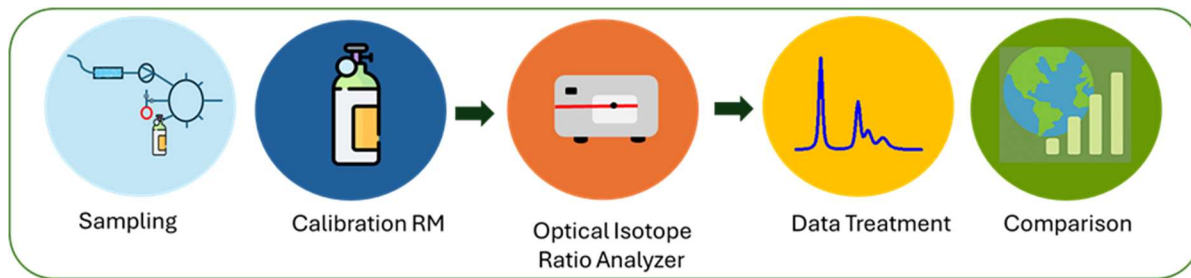 Sampling
Calibration RM
Optical Isotope
Ratio Analyzer
Data Treatment
Comparison